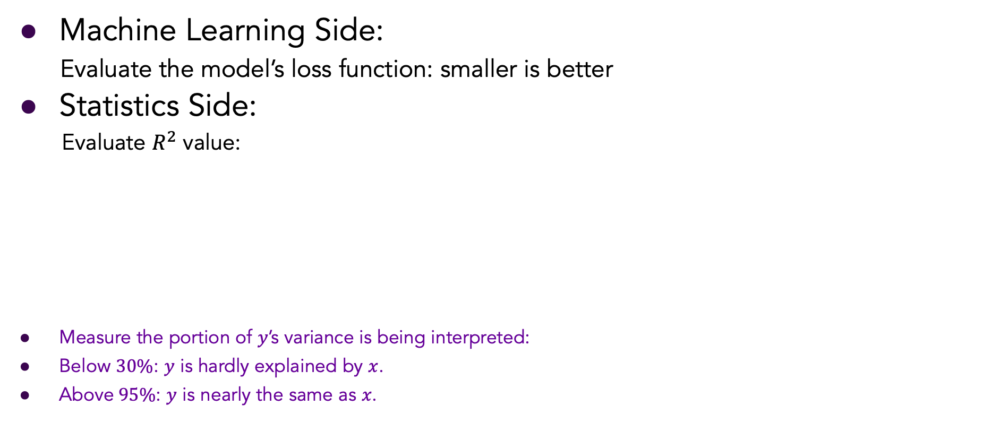 ● Machine Learning Side:
Evaluate the model’s loss function: smaller is better
● Statistics Side:
Evaluate R² value:
● Measure the portion of y’s variance is being interpreted:
● Below 30%: y is hardly explained by x.
● Above 95%: y is nearly the same as x.